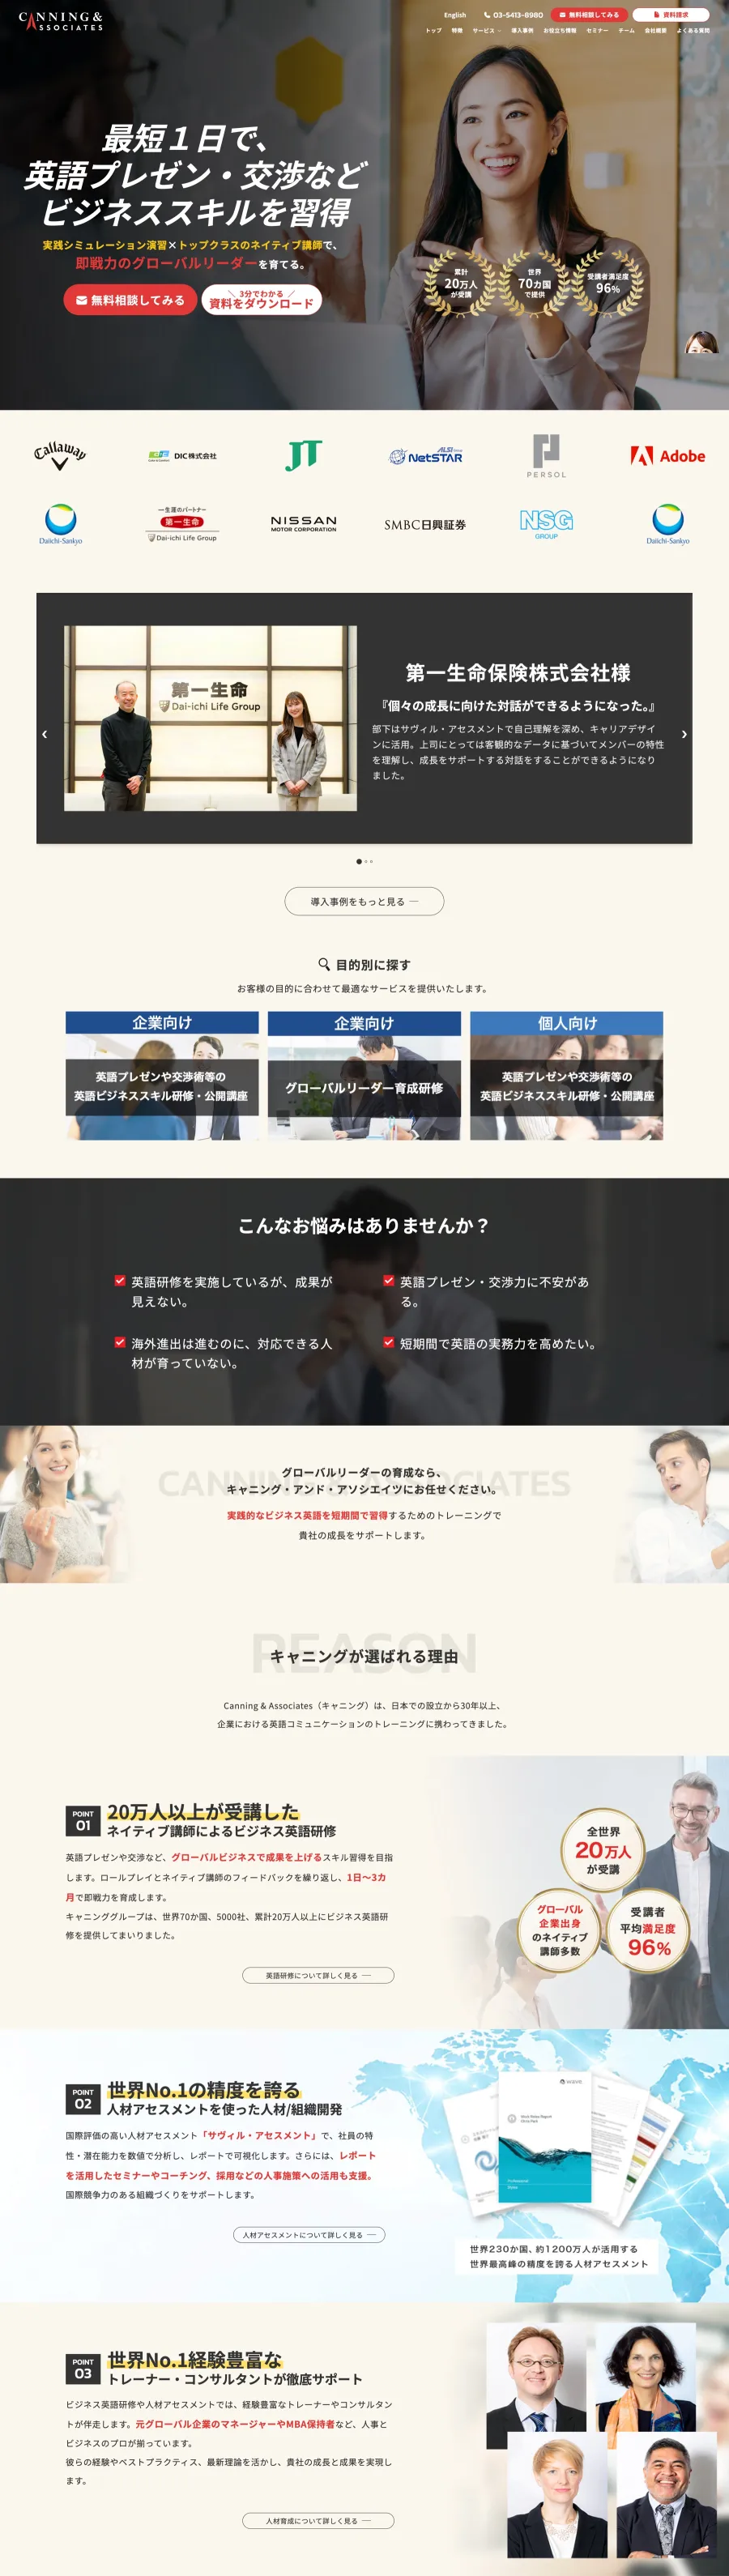 CANNING & ASSOCIATES
English
03-5413-8980
無料相談してみる
資料請求
トップ 特徴 サービス 導入事例 お役立ち情報 セミナー チーム 会社概要 よくある質問
最短１日で、
英語プレゼン・交渉など
ビジネススキルを習得
実践シミュレーション演習×トップクラスのネイティブ講師で、
即戦力のグローバルリーダーを育てる。
無料相談してみる
＼ 3分でわかる ／
資料をダウンロード
累計
20万人
が受講
世界
70カ国
で提供
受講者満足度
96%
Callaway
DIC株式会社
JT
ALSI
NetSTAR
PERSOL
Adobe
Daiichi-Sankyo
一生涯のパートナー
第一生命
Dai-ichi Life Group
NISSAN
MOTOR CORPORATION
SMBC日興証券
NSG
GROUP
Daiichi-Sankyo
第一生命
Dai-ichi Life Group
第一生命保険株式会社様
『個々の成長に向けた対話ができるようになった。』
部下はサヴィル・アセスメントで自己理解を深め、キャリアデザイ
ンに活用。上司にとっては客観的なデータに基づいてメンバーの特性
を理解し、成長をサポートする対話をすることができるようになり
ました。
導入事例をもっと見る
目的別に探す
お客様の目的に合わせて最適なサービスを提供いたします。
企業向け
英語プレゼンや交渉術等の
英語ビジネススキル研修・公開講座
企業向け
グローバルリーダー育成研修
個人向け
英語プレゼンや交渉術等の
英語ビジネススキル研修・公開講座
こんなお悩みはありませんか？
英語研修を実施しているが、成果が
見えない。
英語プレゼン・交渉力に不安があ
る。
海外進出は進むのに、対応できる人
材が育っていない。
短期間で英語の実務力を高めたい。
CANNING & ASSOCIATES
グローバルリーダーの育成なら、
キャニング・アンド・アソシエイツにお任せください。
実践的なビジネス英語を短期間で習得するためのトレーニングで
貴社の成長をサポートします。
REASON
キャニングが選ばれる理由
Canning & Associates（キャニング）は、日本での設立から30年以上、
企業における英語コミュニケーションのトレーニングに携わってきました。
POINT
01
20万人以上が受講した
ネイティブ講師によるビジネス英語研修
英語プレゼンや交渉など、グローバルビジネスで成果を上げるスキル習得を目指
します。ロールプレイとネイティブ講師のフィードバックを繰り返し、1日〜3カ
月で即戦力を育成します。
キャニンググループは、世界70か国、5000社、累計20万人以上にビジネス英語研
修を提供してまいりました。
英語研修について詳しく見る
全世界
20万人
が受講
グローバル
企業出身
のネイティブ
講師多数
受講者
平均満足度
96%
POINT
02
世界No.1の精度を誇る
人材アセスメントを使った人材/組織開発
国際評価の高い人材アセスメント「サヴィル・アセスメント」で、社員の特
性・潜在能力を数値で分析し、レポートで可視化します。さらには、レポート
を活用したセミナーやコーチング、採用などの人事施策への活用も支援。
国際競争力のある組織づくりをサポートします。
人材アセスメントについて詳しく見る
wave
世界230か国、約1200万人が活用する
世界最高峰の精度を誇る人材アセスメント
POINT
03
世界No.1経験豊富な
トレーナー・コンサルタントが徹底サポート
ビジネス英語研修や人材アセスメントでは、経験豊富なトレーナーやコンサルタン
トが伴走します。元グローバル企業のマネージャーやMBA保持者など、人事と
ビジネスのプロが揃っています。
彼らの経験やベストプラクティス、最新理論を活かし、貴社の成長と成果を実現し
ます。
人材育成について詳しく見る